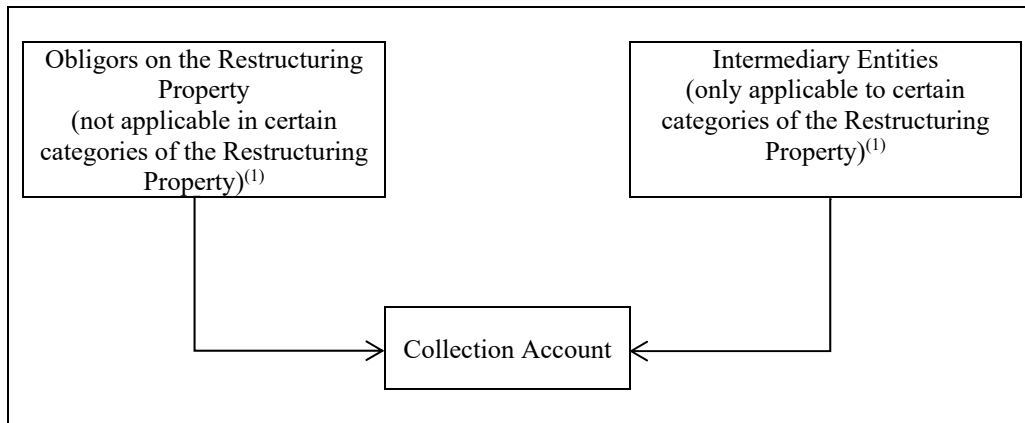 Obligors on the Restructuring
Property
(not applicable in certain
categories of the Restructuring
Property)(1)
Intermediary Entities
(only applicable to certain
categories of the Restructuring
Property)(1)
Collection Account